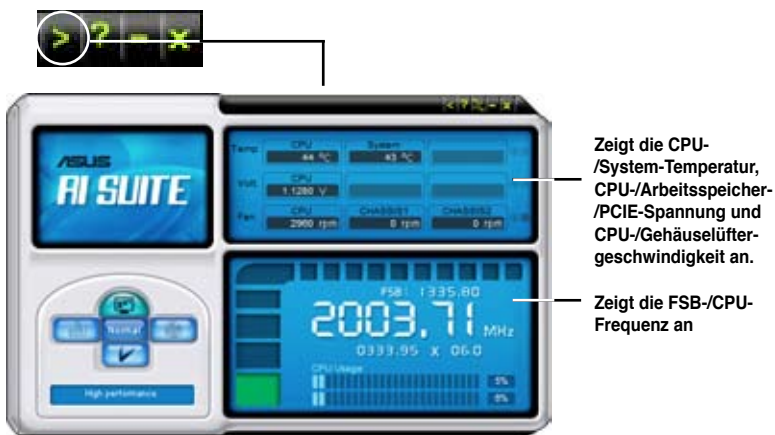 > ? - x
< ? - x
ASUS
AI SUITE
Temp. CPU System
44 °C 43 °C
Volt. CPU
1.1280 V
Fan CPU CHASSIS1 CHASSIS2
2960 rpm 0 rpm 0 rpm
FSB: 1335.80
2003.71 MHz
0333.95 X 06.0
CPU Usage
5%
6%
Normal
High performance
Zeigt die CPU-
/System-Temperatur,
CPU-/Arbeitsspeicher-
/PCIE-Spannung und
CPU-/Gehäuselüfter-
geschwindigkeit an.
Zeigt die FSB-/CPU-
Frequenz an